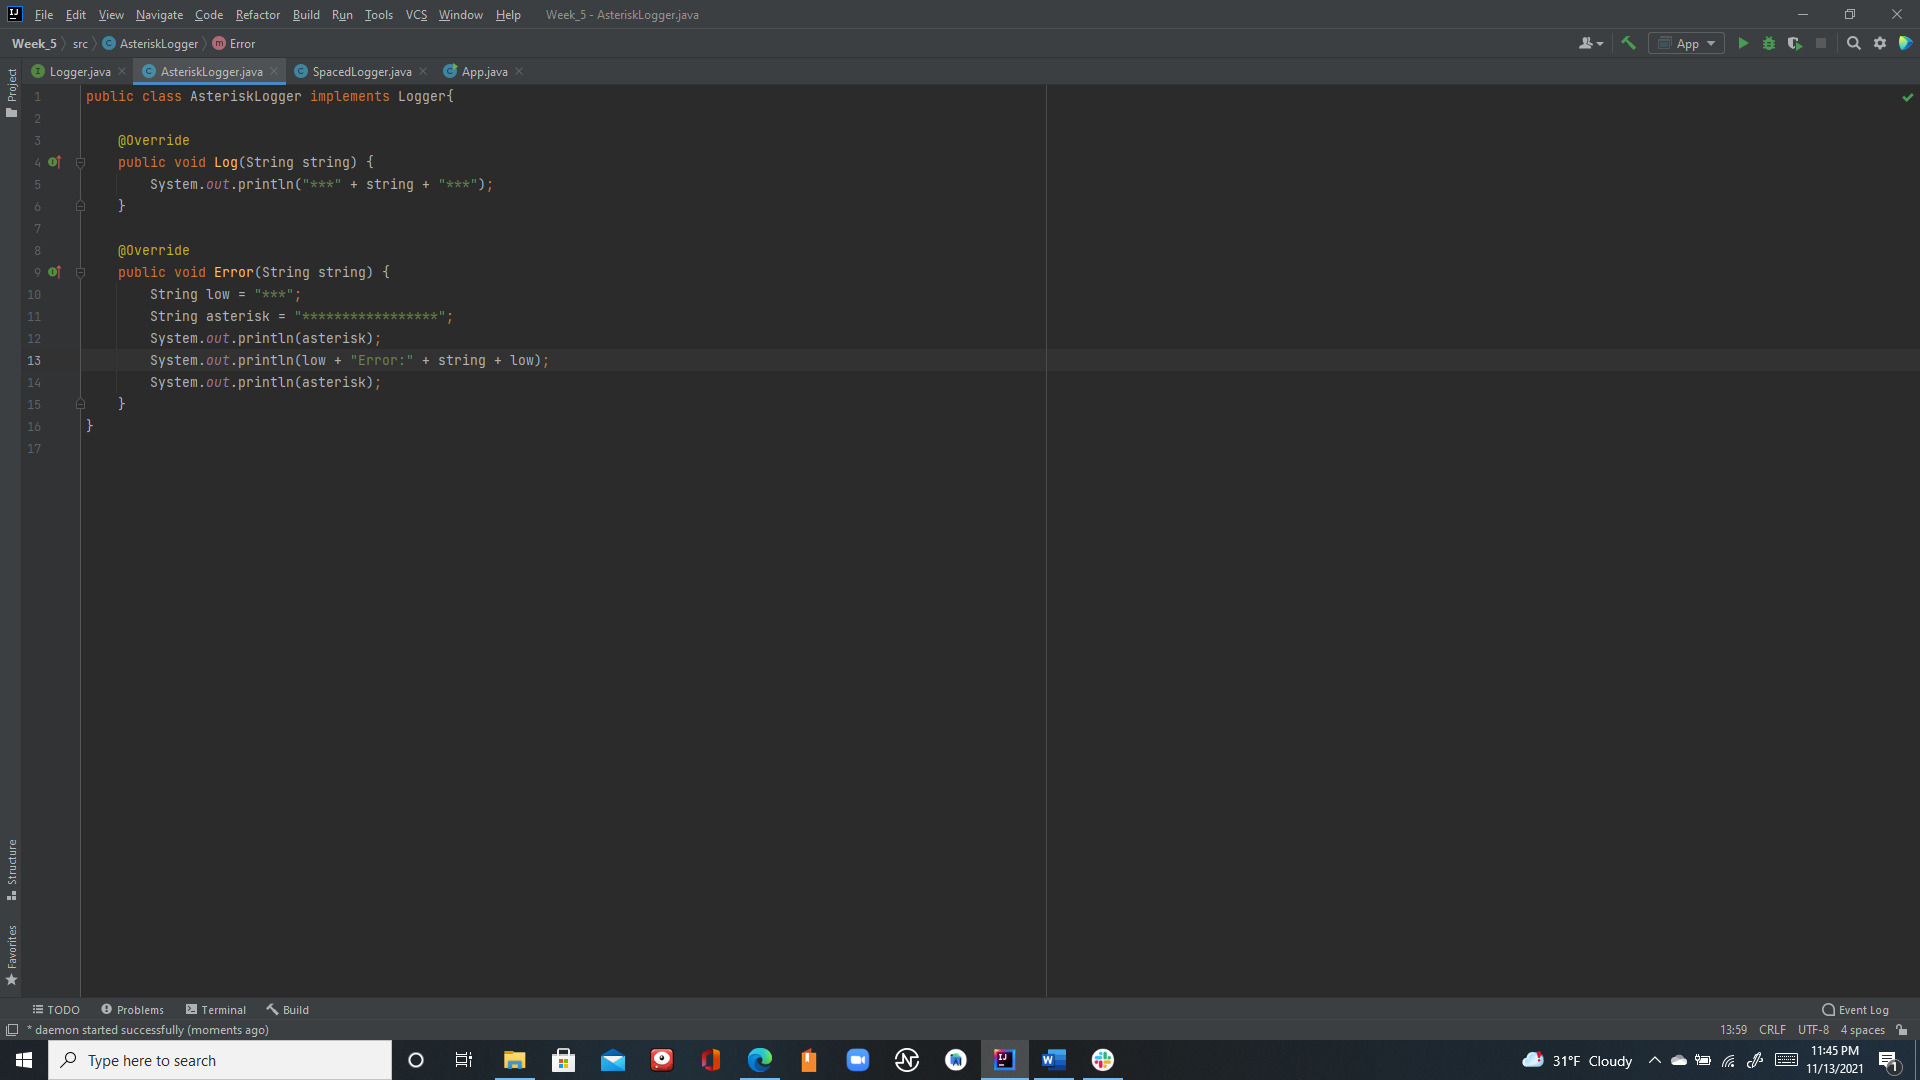 File Edit View Navigate Code Refactor Build Run Tools VCS Window Help Week_5 - AsteriskLogger.java
Week_5 src AsteriskLogger Error App
Logger.java AsteriskLogger.java SpacedLogger.java App.java
Project
1 public class AsteriskLogger implements Logger{
2
3 @Override
4 public void Log(String string) {
5 System.out.println("***" + string + "***");
6 }
7
8 @Override
9 public void Error(String string) {
10 String low = "***";
11 String asterisk = "*****************";
12 System.out.println(asterisk);
13 System.out.println(low + "Error:" + string + low);
14 System.out.println(asterisk);
15 }
16 }
17
Structure
Favorites
TODO Problems Terminal Build Event Log
* daemon started successfully (moments ago) 13:59 CRLF UTF-8 4 spaces
Type here to search 31°F Cloudy 11:45 PM
11/13/2021 1